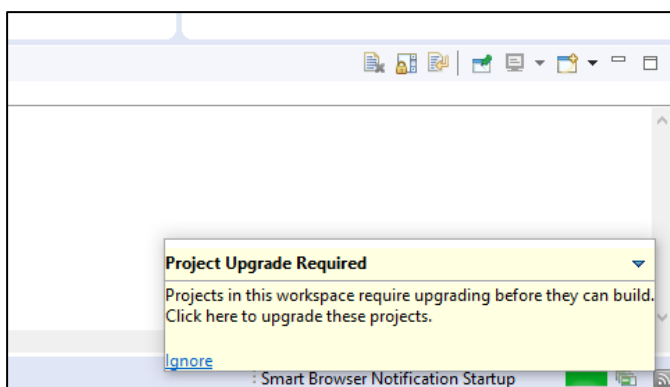 Project Upgrade Required
Projects in this workspace require upgrading before they can build.
Click here to upgrade these projects.
Ignore
: Smart Browser Notification Startup